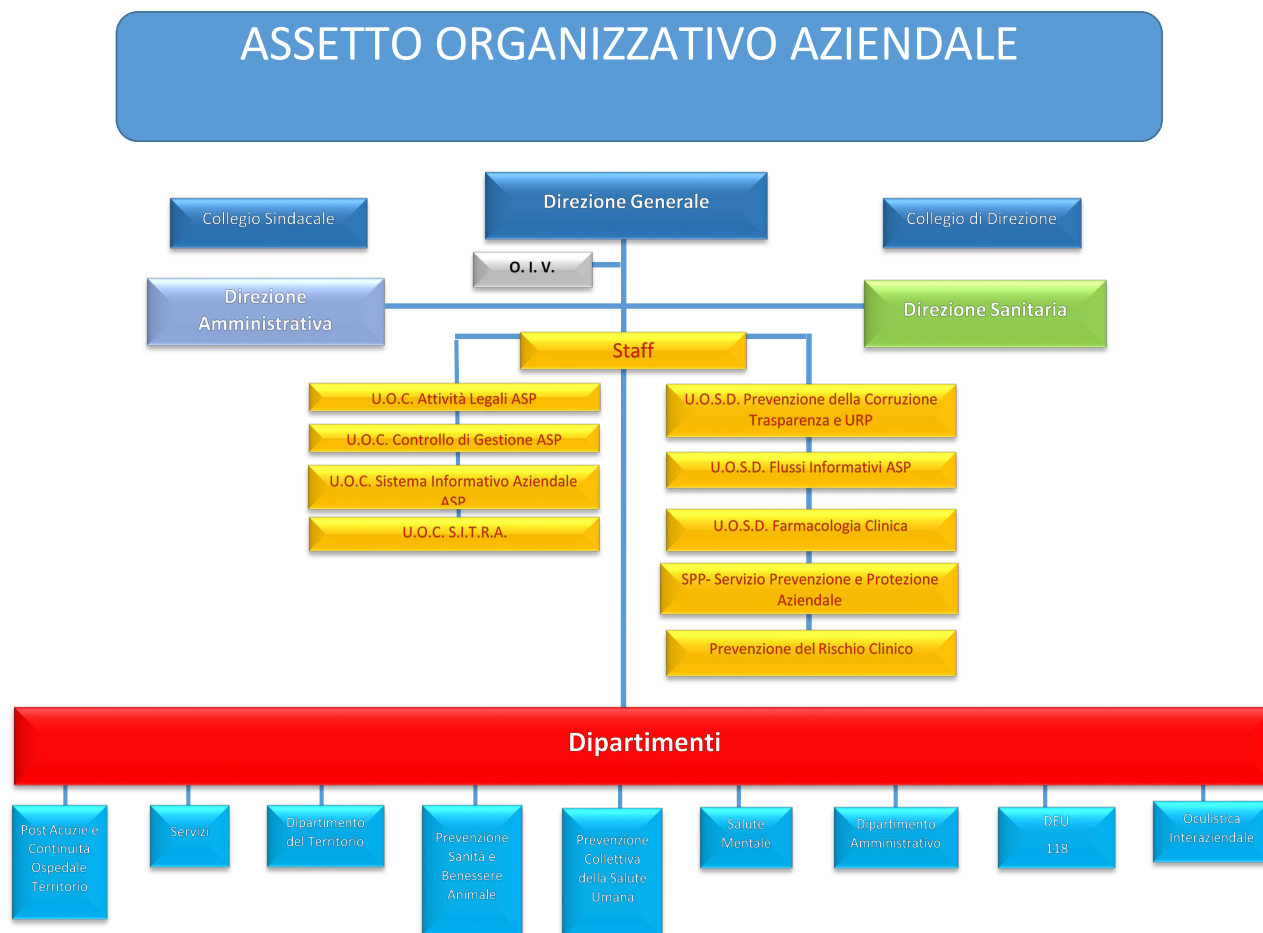 ASSETTO ORGANIZZATIVO AZIENDALE
Direzione Generale
Collegio Sindacale
Collegio di Direzione
O. I. V.
Direzione
Amministrativa
Direzione Sanitaria
Staff
U.O.C. Attività Legali ASP
U.O.C. Controllo di Gestione ASP
U.O.C. Sistema Informativo Aziendale
ASP
U.O.C. S.I.T.R.A.
U.O.S.D. Prevenzione della Corruzione
Trasparenza e URP
U.O.S.D. Flussi Informativi ASP
U.O.S.D. Farmacologia Clinica
SPP- Servizio Prevenzione e Protezione
Aziendale
Prevenzione del Rischio Clinico
Dipartimenti
Post Acuzie e
Continuità
Ospedale
Territorio
Servizi
Dipartimento
del Territorio
Prevenzione
Sanità e
Benessere
Animale
Prevenzione
Collettiva
della Salute
Umana
Salute
Mentale
Dipartimento
Amministrativo
DEU
118
Oculistica
Interaziendale